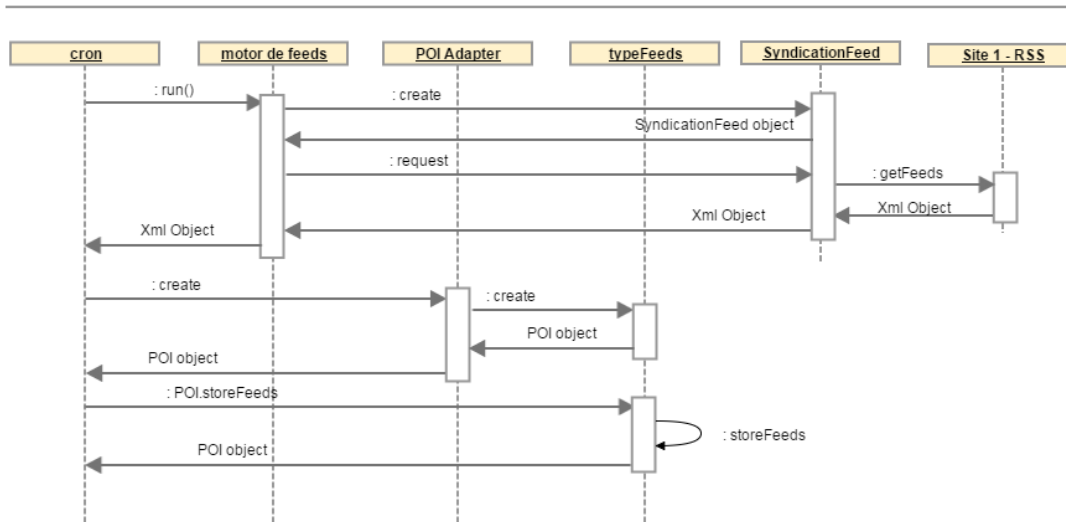 cron
motor de feeds
POI Adapter
typeFeeds
SyndicationFeed
Site 1 - RSS
: run()
: create
SyndicationFeed object
: request
: getFeeds
Xml Object
Xml Object
Xml Object
: create
: create
POI object
POI object
: POI.storeFeeds
: storeFeeds
POI object